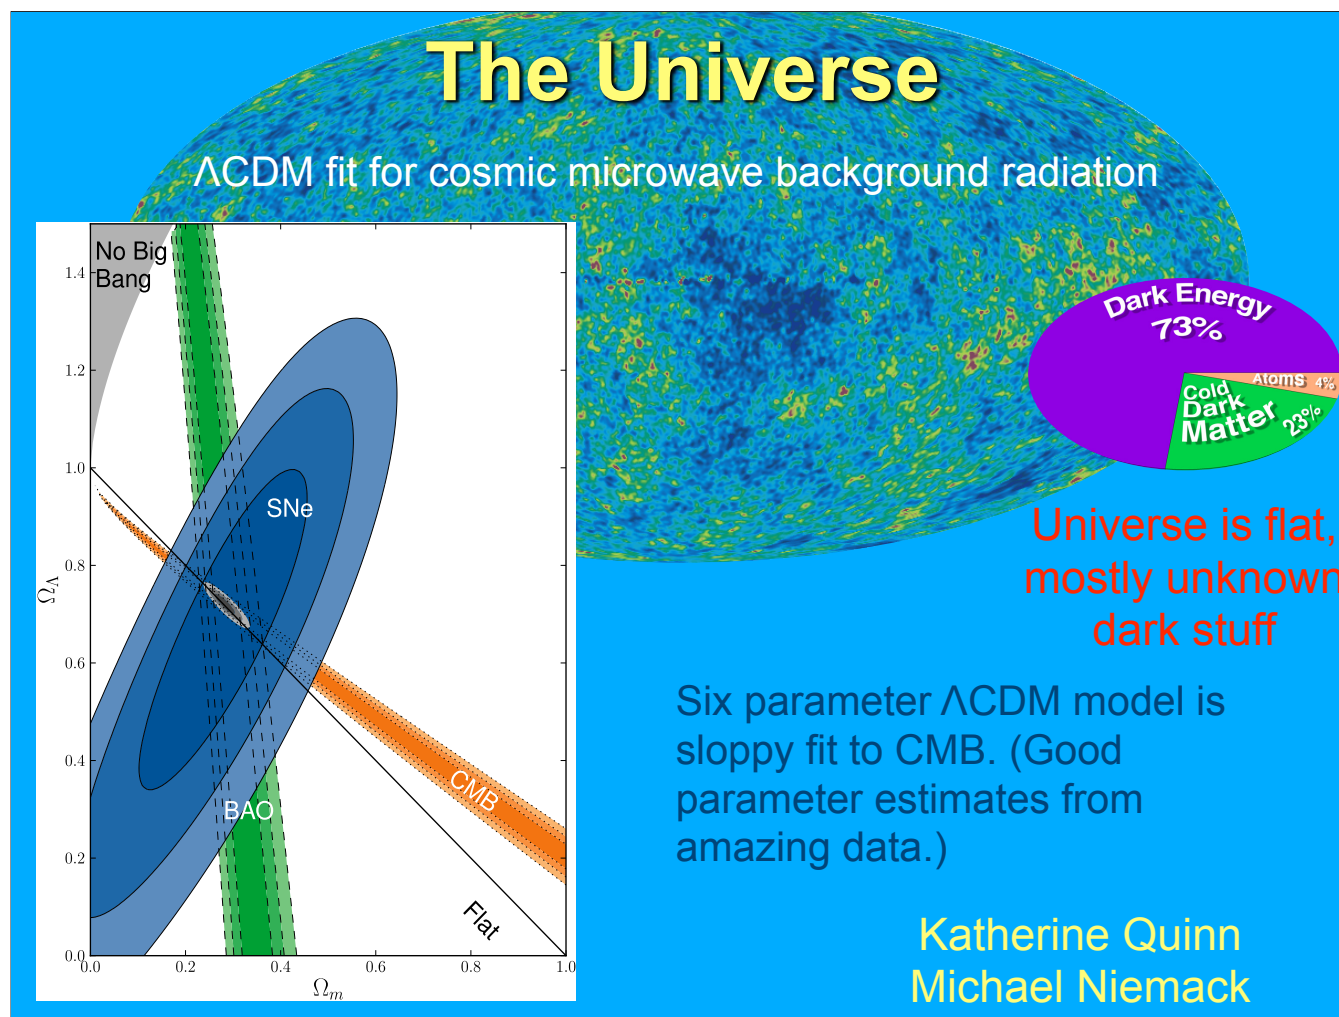 The Universe
ΛCDM fit for cosmic microwave background radiation
No Big
Bang
1.4
1.2
1.0
0.8
0.6
0.4
0.2
0.0
Ω_Λ
SNe
BAO
CMB
Flat
0.0
0.2
0.4
0.6
0.8
1.0
Ω_m
Dark Energy
73%
Atoms 4%
Cold
Dark
Matter
23%
Universe is flat,
mostly unknown
dark stuff
Six parameter ΛCDM model is
sloppy fit to CMB. (Good
parameter estimates from
amazing data.)
Katherine Quinn
Michael Niemack